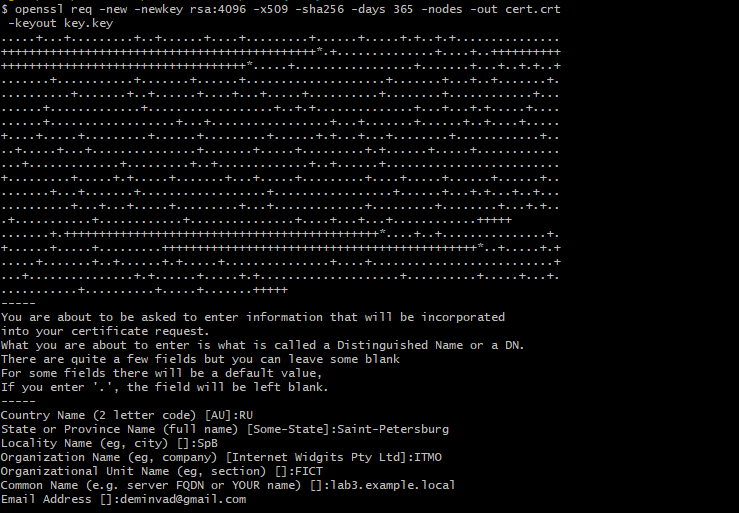 $ openssl req -new -newkey rsa:4096 -x509 -sha256 -days 365 -nodes -out cert.crt
-keyout key.key
-----
You are about to be asked to enter information that will be incorporated
into your certificate request.
What you are about to enter is what is called a Distinguished Name or a DN.
There are quite a few fields but you can leave some blank
For some fields there will be a default value,
If you enter '.', the field will be left blank.
-----
Country Name (2 letter code) [AU]:RU
State or Province Name (full name) [Some-State]:Saint-Petersburg
Locality Name (eg, city) []:SpB
Organization Name (eg, company) [Internet Widgits Pty Ltd]:ITMO
Organizational Unit Name (eg, section) []:FICT
Common Name (e.g. server FQDN or YOUR name) []:lab3.example.local
Email Address []:deminvad@gmail.com